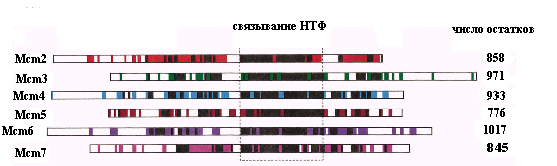 связывание НТФ
число остатков
Mcm2 858
Mcm3 971
Mcm4 933
Mcm5 776
Mcm6 1017
Mcm7 845